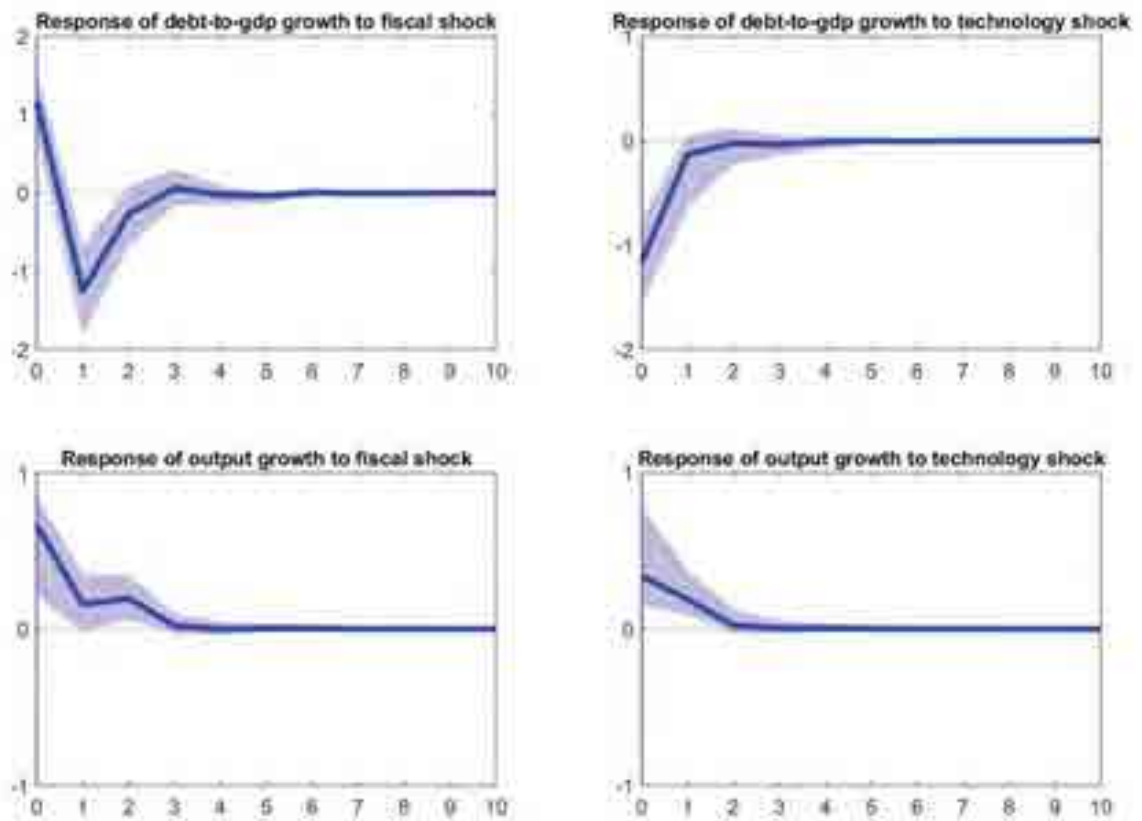 Response of debt-to-gdp growth to fiscal shock
2
1
0
-1
-2
0 1 2 3 4 5 6 7 8 9 10
Response of debt-to-gdp growth to technology shock
1
0
-1
-2
0 1 2 3 4 5 6 7 8 9 10
Response of output growth to fiscal shock
1
0
-1
0 1 2 3 4 5 6 7 8 9 10
Response of output growth to technology shock
1
0
-1
0 1 2 3 4 5 6 7 8 9 10